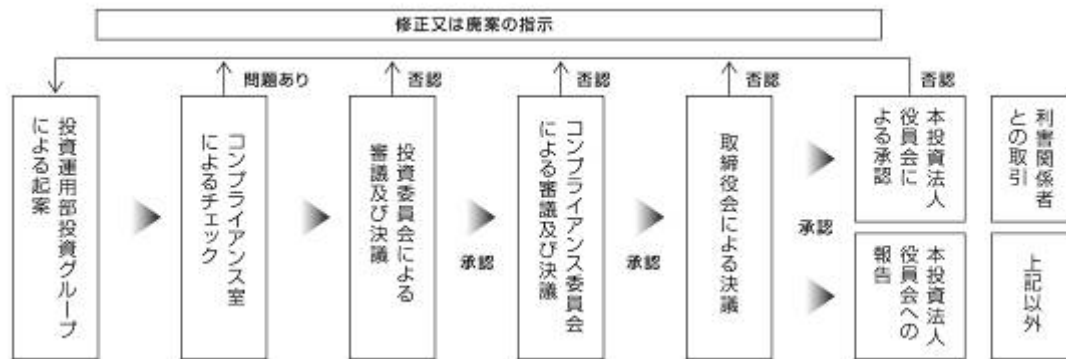 修正又は廃案の指示
問題あり
否認
否認
否認
否認
投資運用部投資グループ
による起案
コンプライアンス室
によるチェック
投資委員会による
審議及び決議
承認
コンプライアンス委員会
による審議及び決議
承認
取締役会による決議
承認
本投資法人
役員会に
よる承認
利害関係者
との取引
本投資法人
役員会への
報告
上記以外